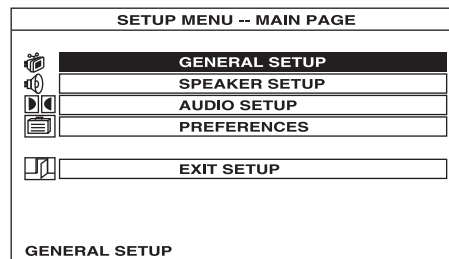 SETUP MENU -- MAIN PAGE
GENERAL SETUP
SPEAKER SETUP
AUDIO SETUP
PREFERENCES
EXIT SETUP
GENERAL SETUP